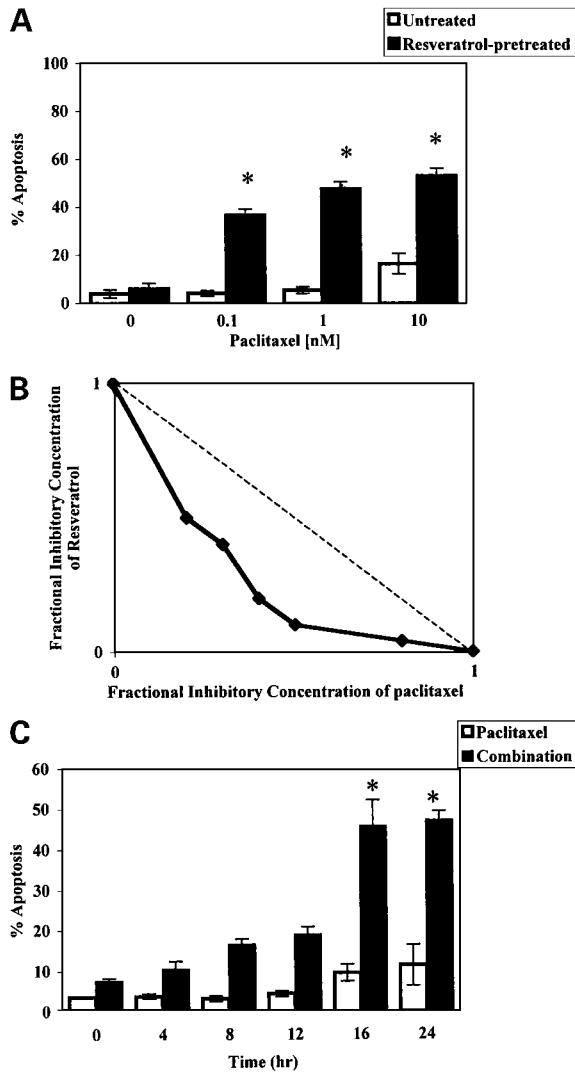 A
Untreated
Resveratrol-pretreated
100
80
60
40
20
0
% Apoptosis
* * *
0 0.1 1 10
Paclitaxel [nM]
B
1
0
Fractional Inhibitory Concentration
of Resveratrol
0 1
Fractional Inhibitory Concentration of paclitaxel
C
Paclitaxel
Combination
60
50
40
30
20
10
0
% Apoptosis
* *
0 4 8 12 16 24
Time (hr)